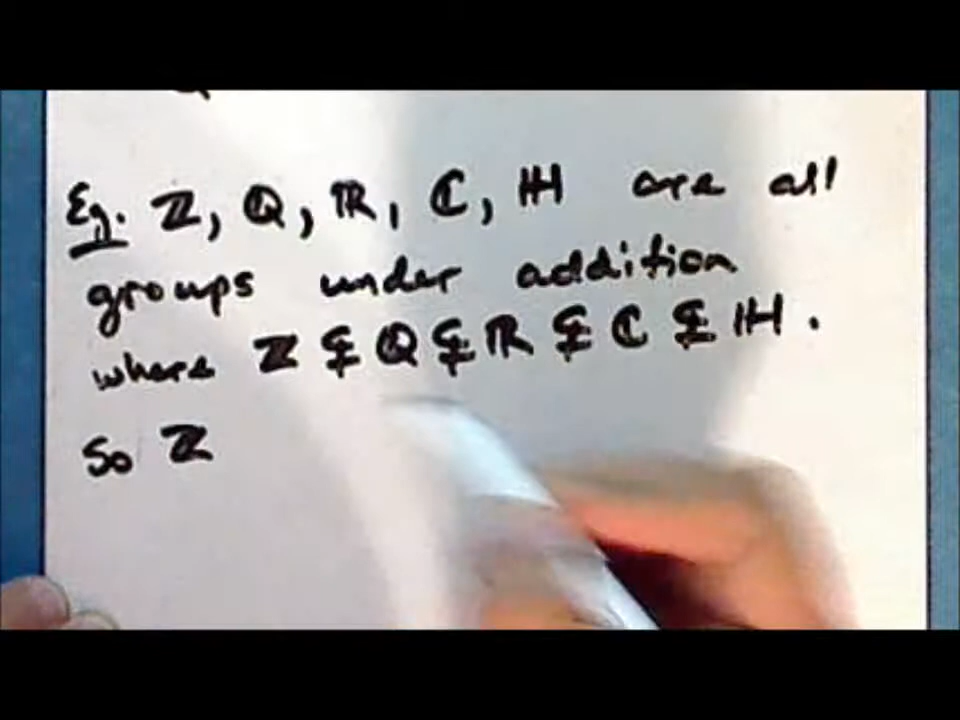 Eg. ℤ, ℚ, ℝ, ℂ, ℍ are all
groups under addition
where ℤ ⊊ ℚ ⊊ ℝ ⊊ ℂ ⊊ ℍ.
So ℤ